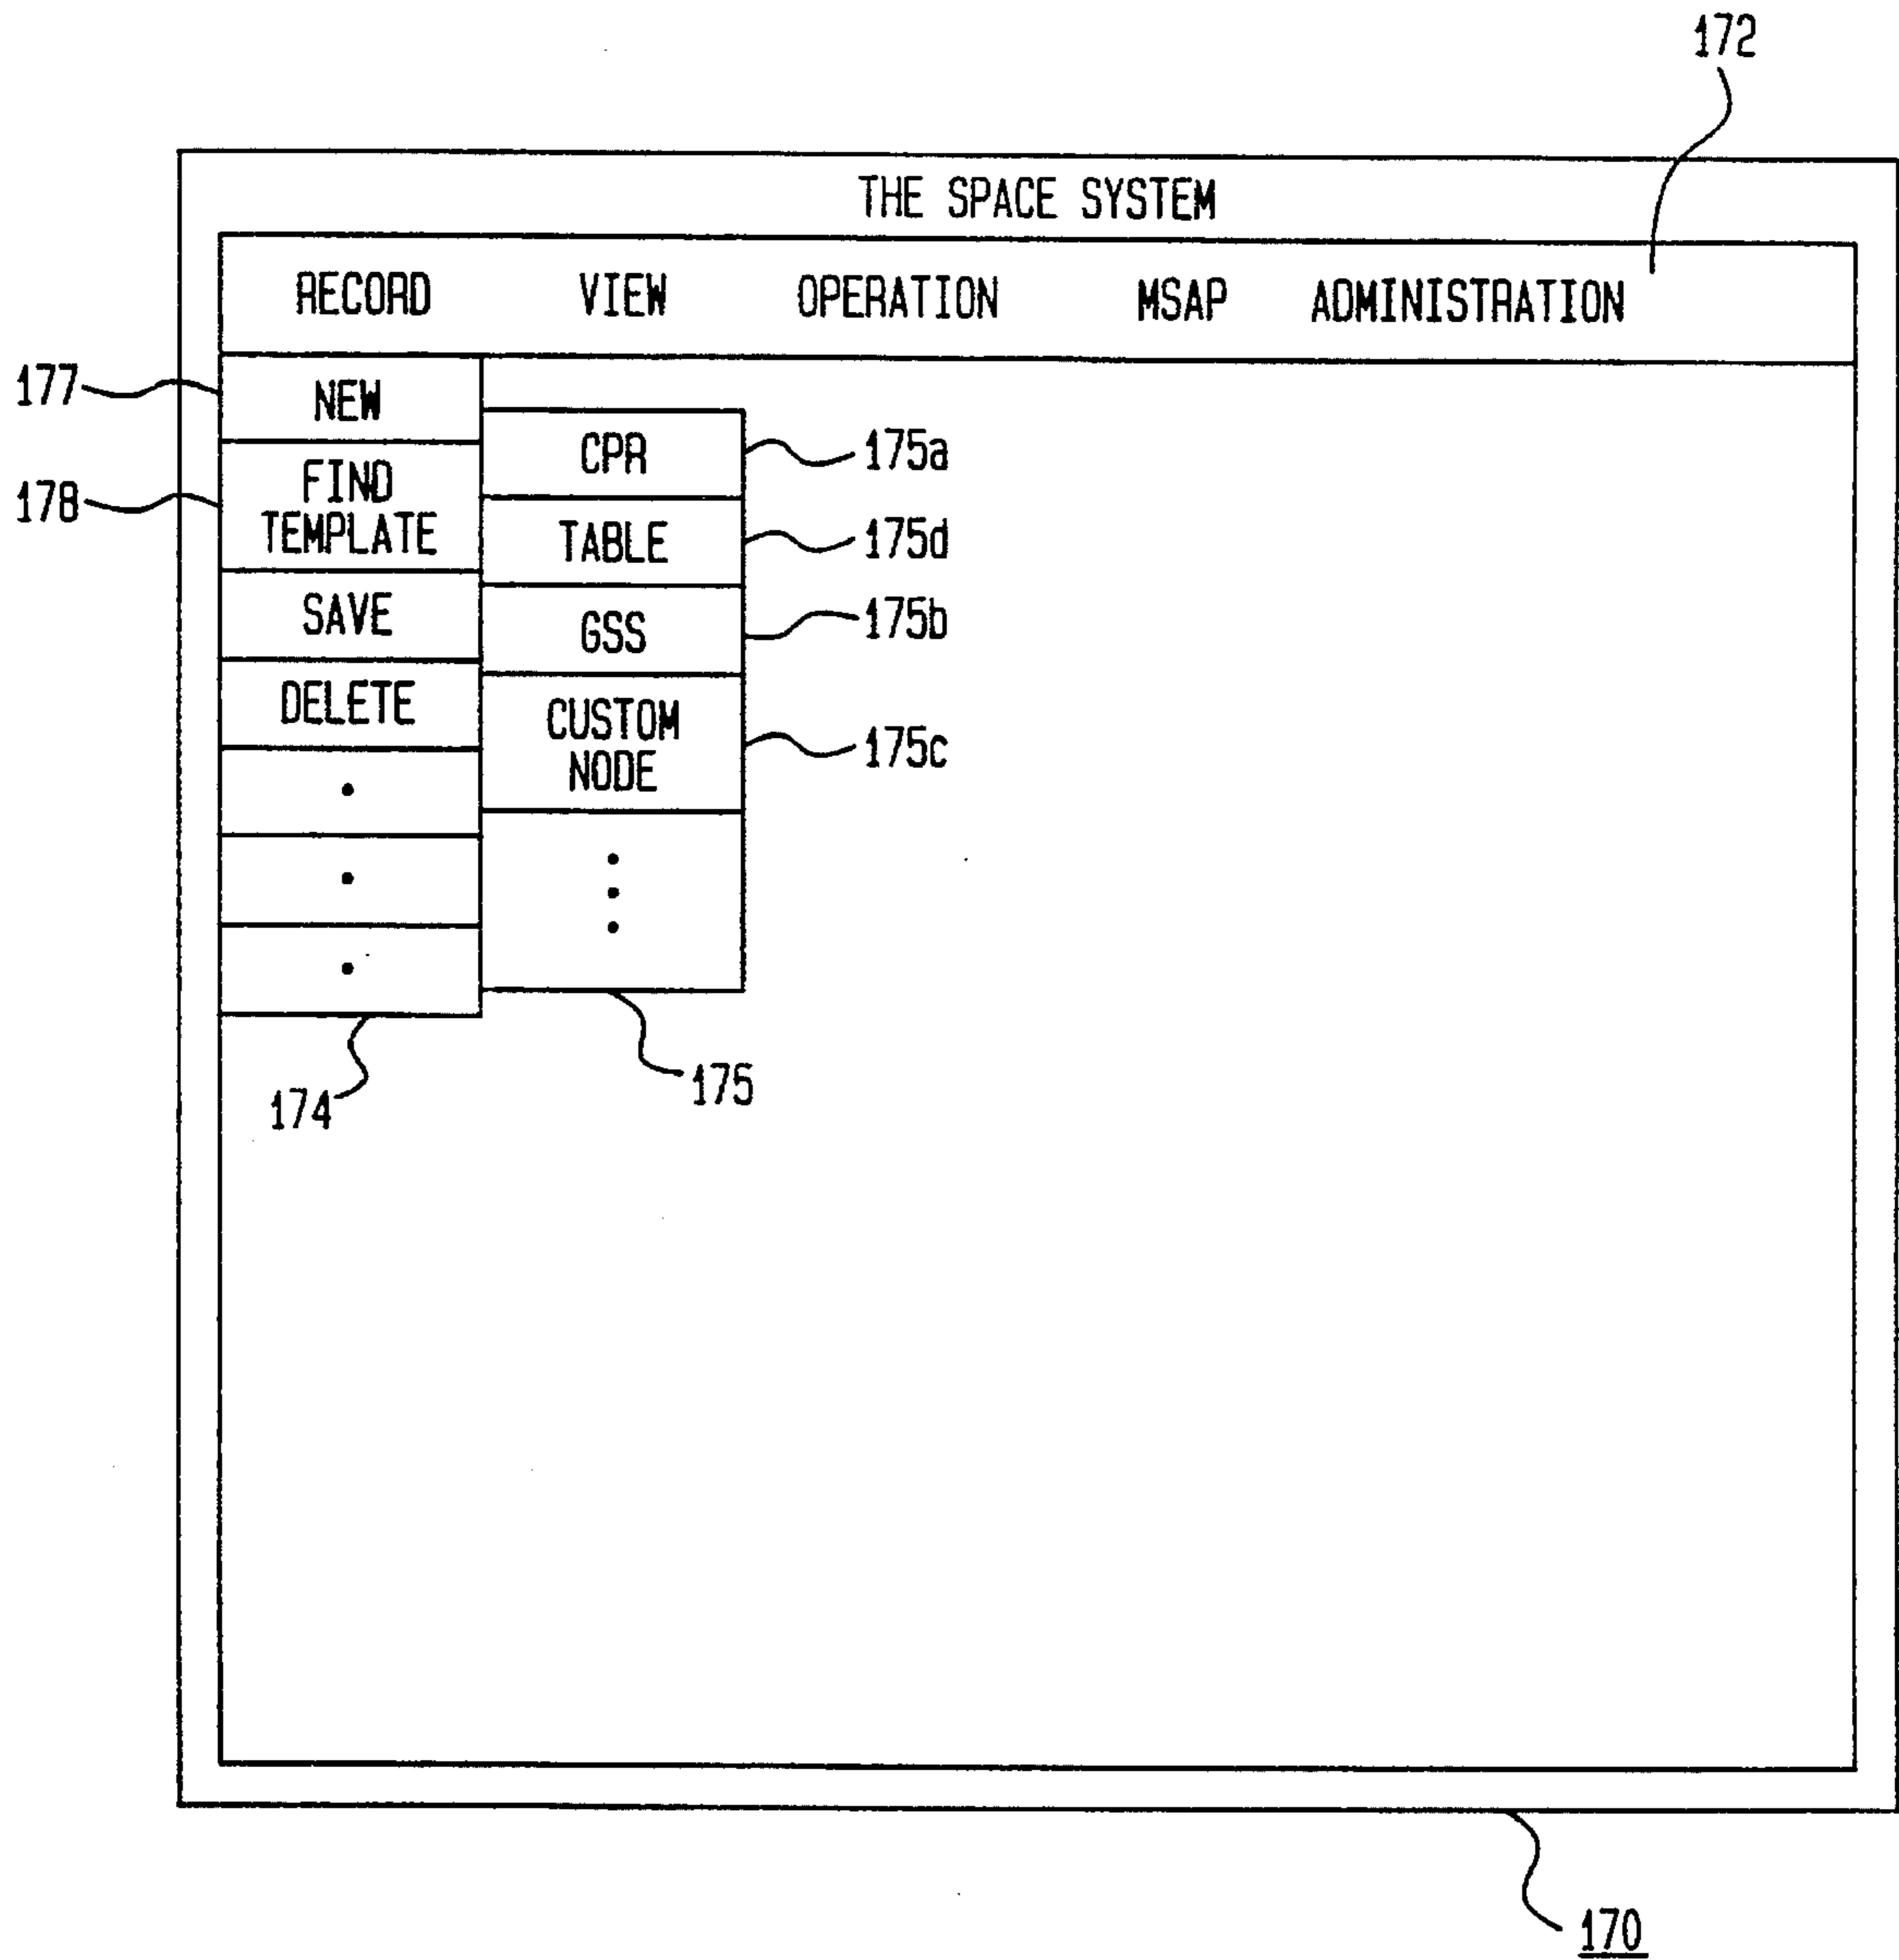 172
THE SPACE SYSTEM
RECORD VIEW OPERATION MSAP ADMINISTRATION
177
NEW
178
FIND
TEMPLATE
SAVE
DELETE
CPR
175a
TABLE
175d
GSS
175b
CUSTOM
NODE
175c
174
175
170